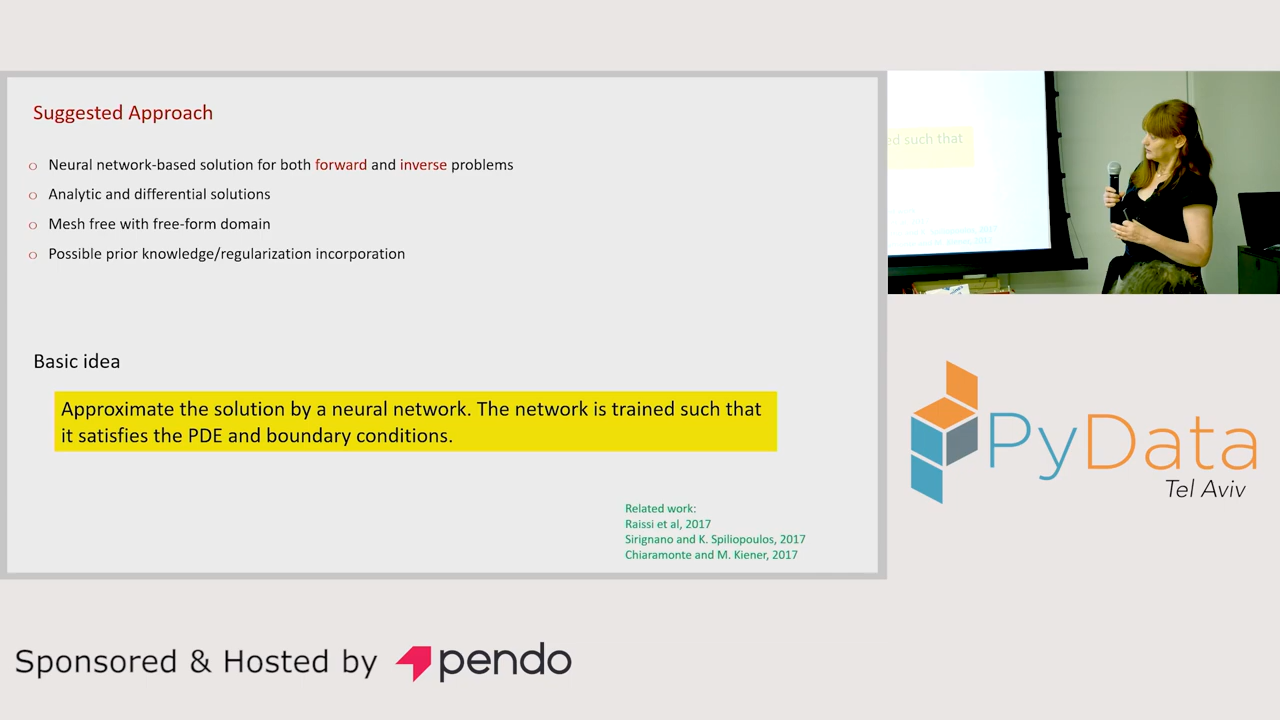 Suggested Approach
o Neural network-based solution for both forward and inverse problems
o Analytic and differential solutions
o Mesh free with free-form domain
o Possible prior knowledge/regularization incorporation
Basic idea
Approximate the solution by a neural network. The network is trained such that
it satisfies the PDE and boundary conditions.
Related work:
Raissi et al, 2017
Sirignano and K. Spiliopoulos, 2017
Chiaramonte and M. Kiener, 2017
ed such that
PyData
Tel Aviv
Sponsored & Hosted by pendo